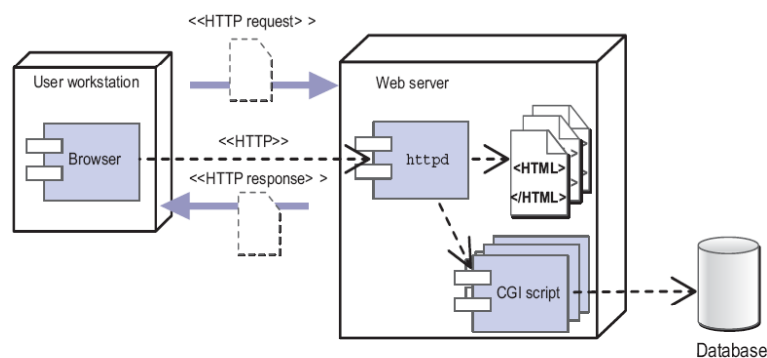 <<HTTP request> >
User workstation
Web server
<<HTTP>>
Browser
httpd
<HTML>
</HTML>
<<HTTP response> >
CGI script
Database